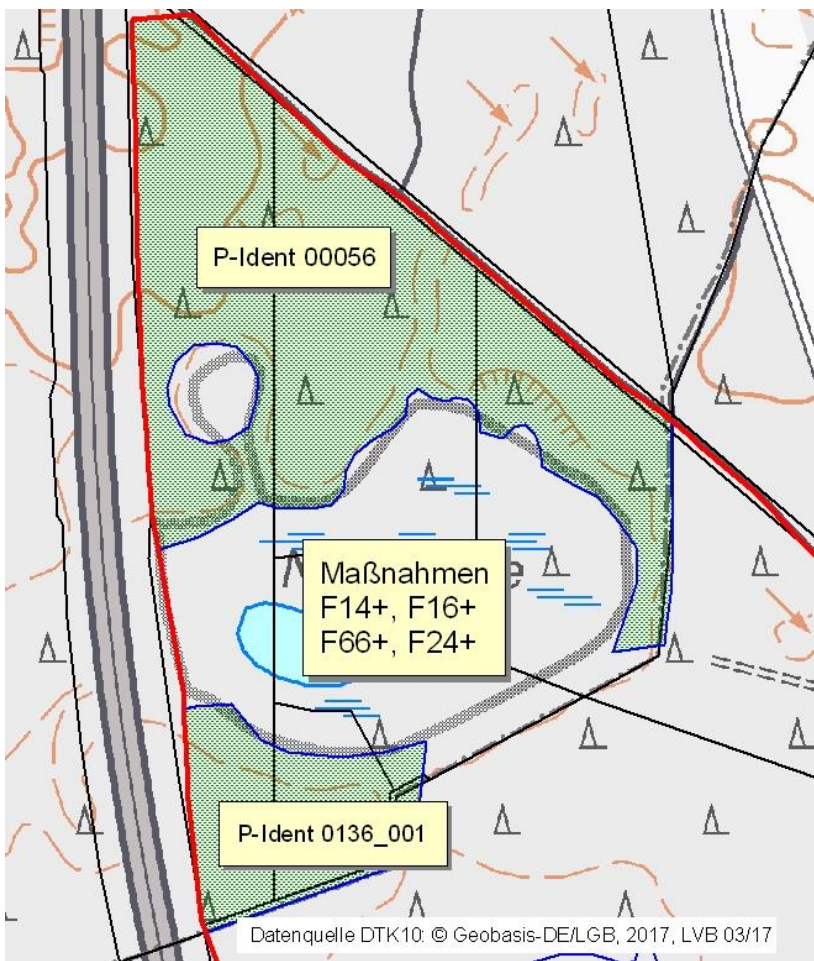 P-Ident 00056
Maßnahmen
F14+, F16+
F66+, F24+
P-Ident 0136_001
Datenquelle DTK10: © Geobasis-DE/LGB, 2017, LVB 03/17